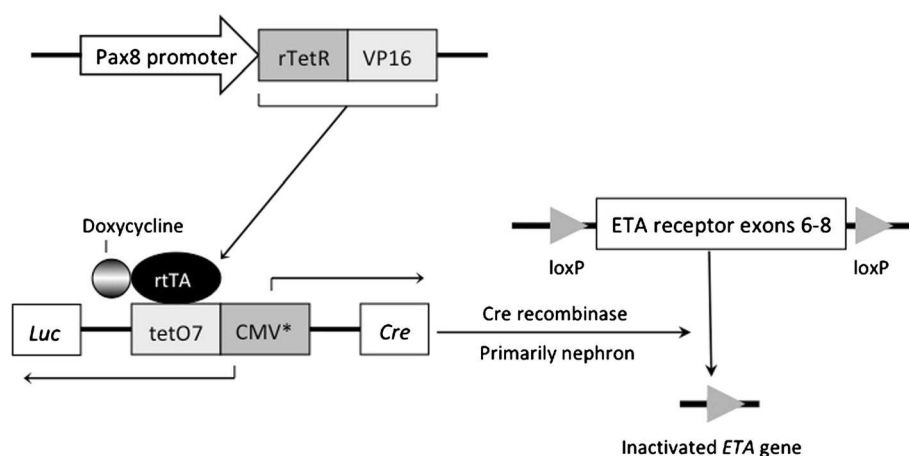 Pax8 promoter
rTetR
VP16
Doxycycline
rtTA
Luc
tetO7
CMV*
Cre
Cre recombinase
Primarily nephron
ETA receptor exons 6-8
loxP
loxP
Inactivated ETA gene